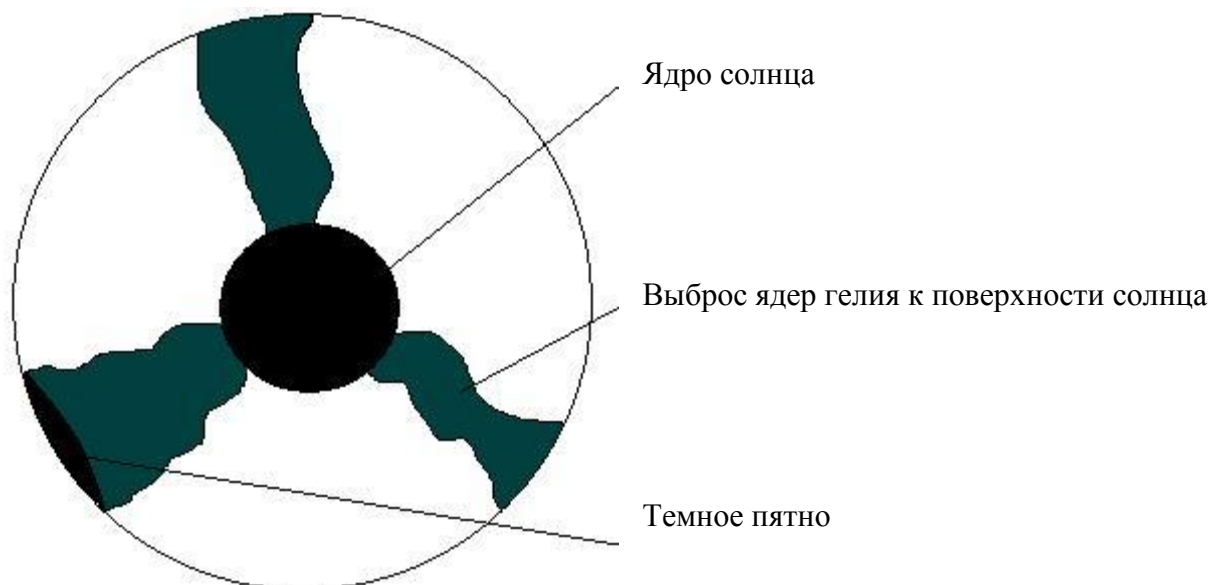 Ядро солнца
Выброс ядер гелия к поверхности солнца
Темное пятно